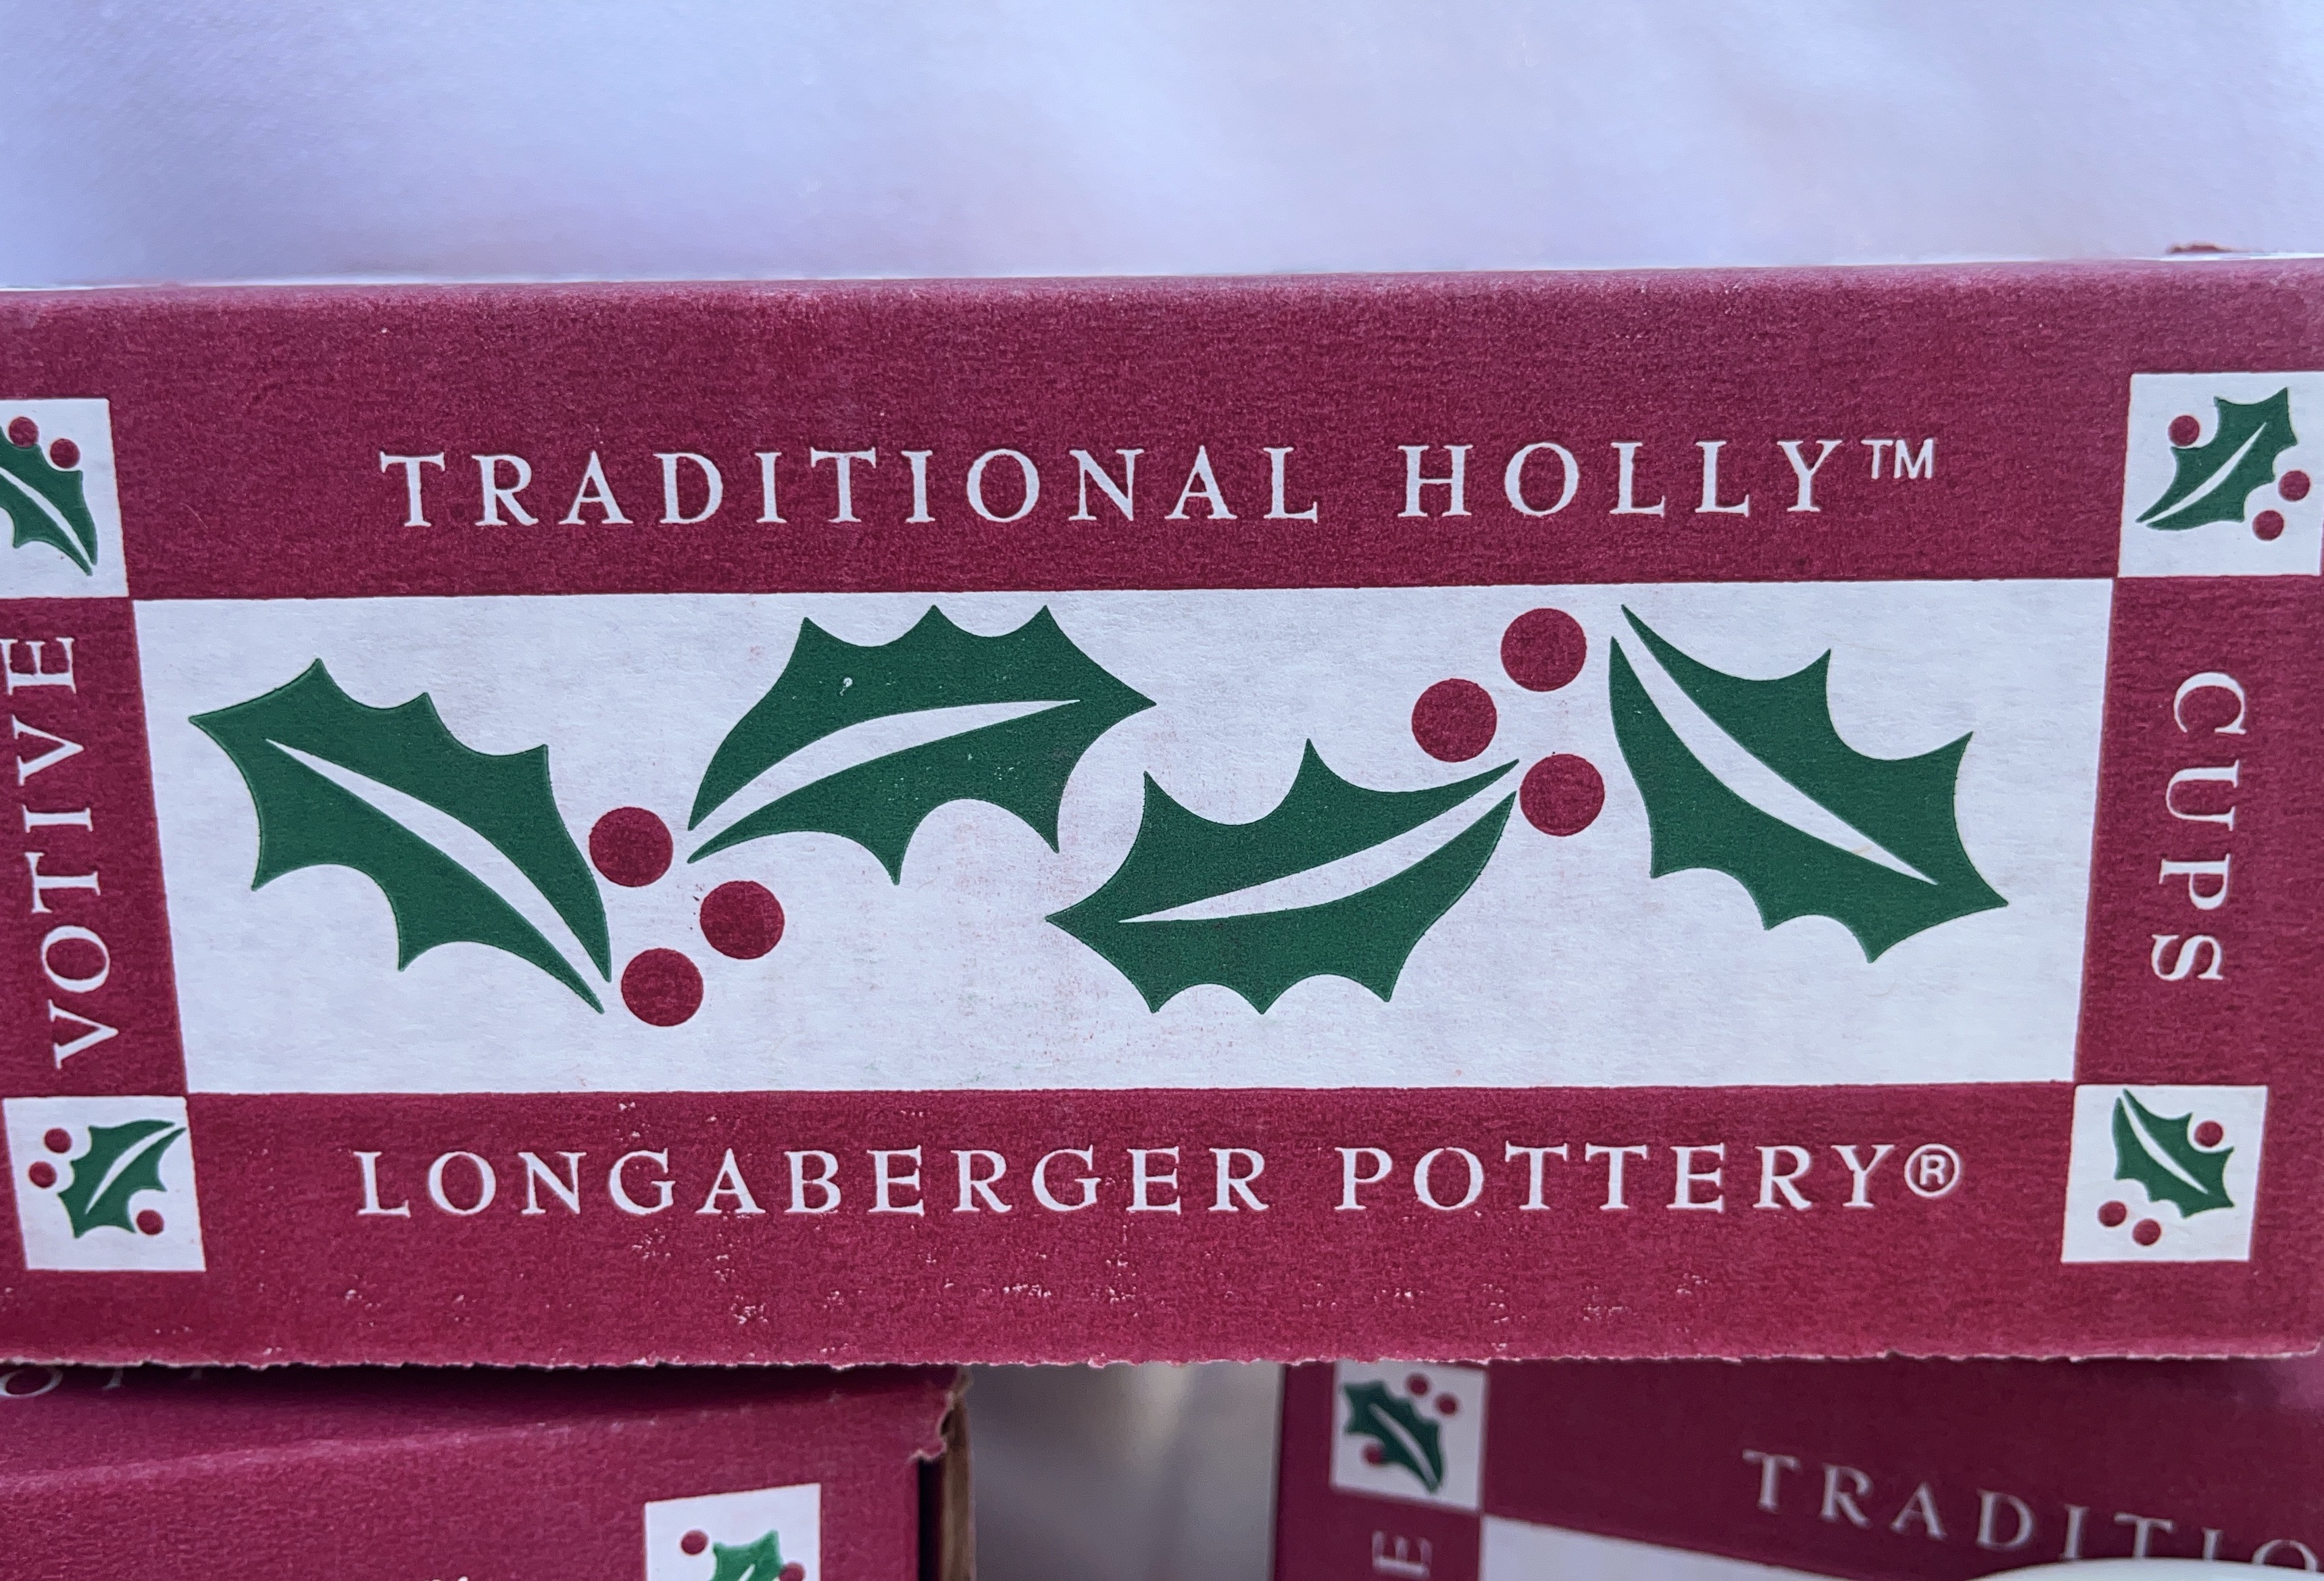 TRADITIONAL HOLLY™
VOTIVE
CUPS
LONGABERGER POTTERY®
TRADITIO
E